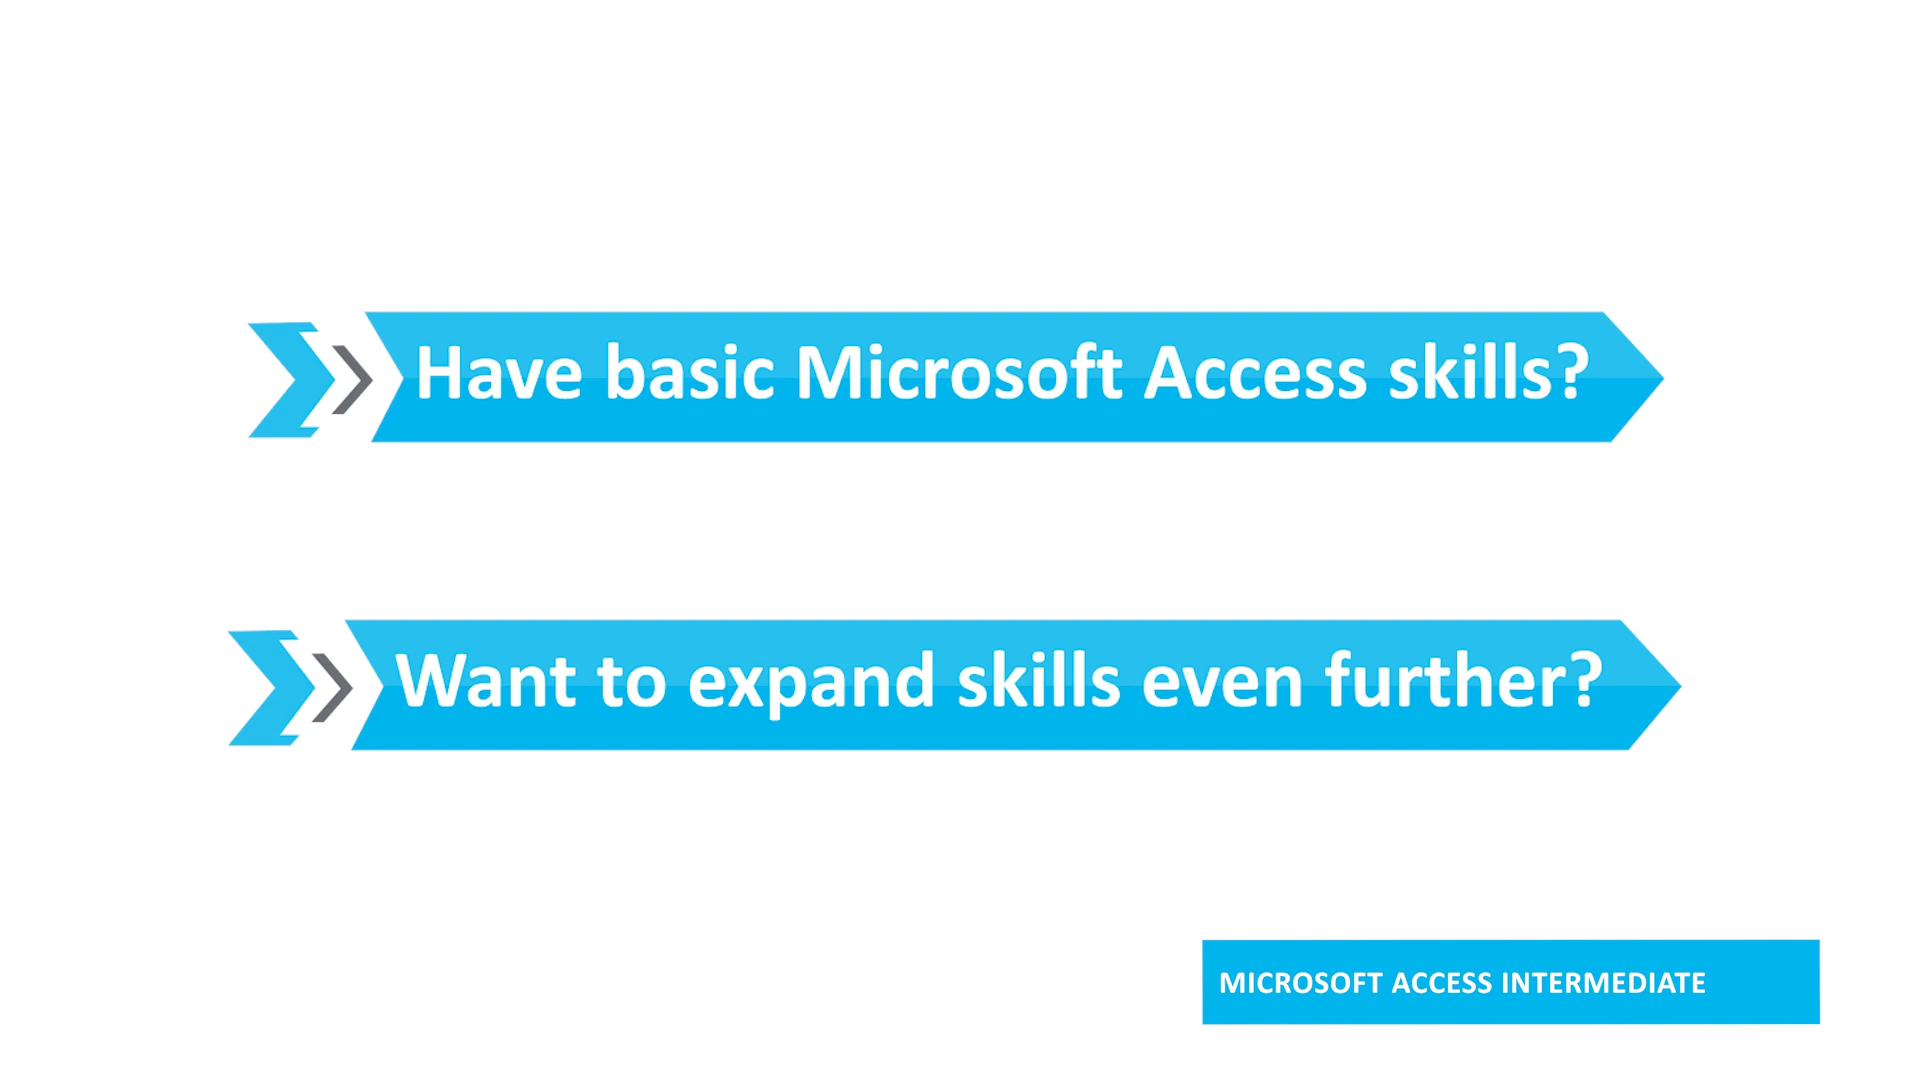 Have basic Microsoft Access skills?
Want to expand skills even further?
MICROSOFT ACCESS INTERMEDIATE